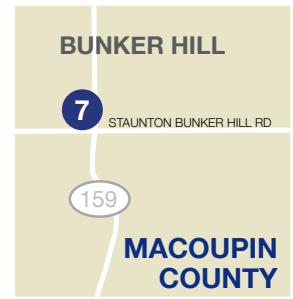 BUNKER HILL
7
STAUNTON BUNKER HILL RD
159
MACOUPIN
COUNTY